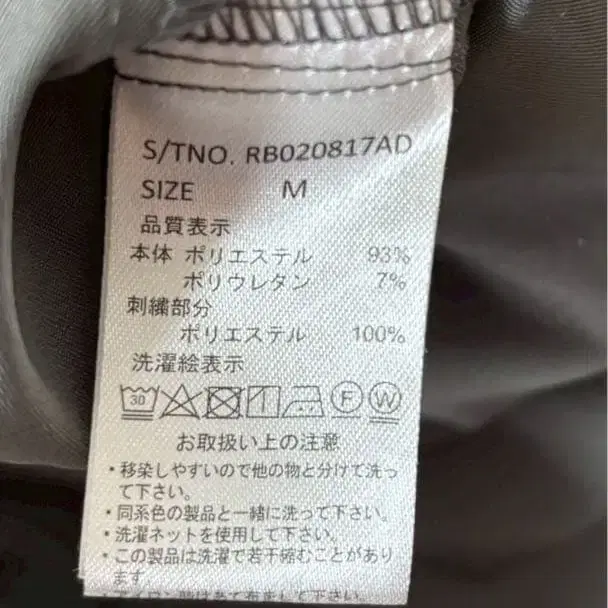 S/TNO. RB020817AD
SIZE M
品質表示
本体 ポリエステル 93%
ポリウレタン 7%
刺繍部分
ポリエステル 100%
洗濯絵表示
30 F W
お取扱い上の注意
・移染しやすいので他の物と分けて洗っ
て下さい。
・同系色の製品と一緒に洗って下さい。
・洗濯ネットを使用して下さい。
・この製品は洗濯で若干縮むことがあり
ます